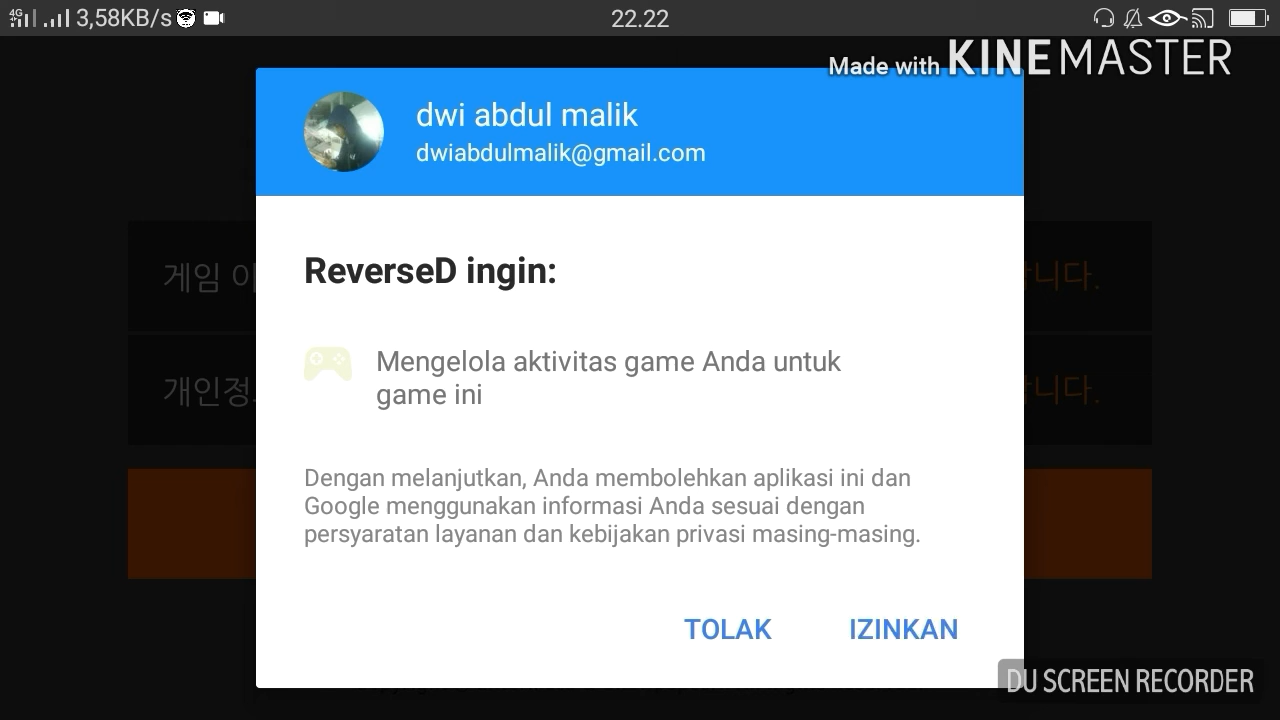 4G 3,58KB/s 22.22
Made with KINEMASTER
dwi abdul malik
dwiabdulmalik@gmail.com
ReverseD ingin:
게임 이 니다.
Mengelola aktivitas game Anda untuk
game ini
개인정 니다.
Dengan melanjutkan, Anda membolehkan aplikasi ini dan
Google menggunakan informasi Anda sesuai dengan
persyaratan layanan dan kebijakan privasi masing-masing.
TOLAK IZINKAN
DU SCREEN RECORDER